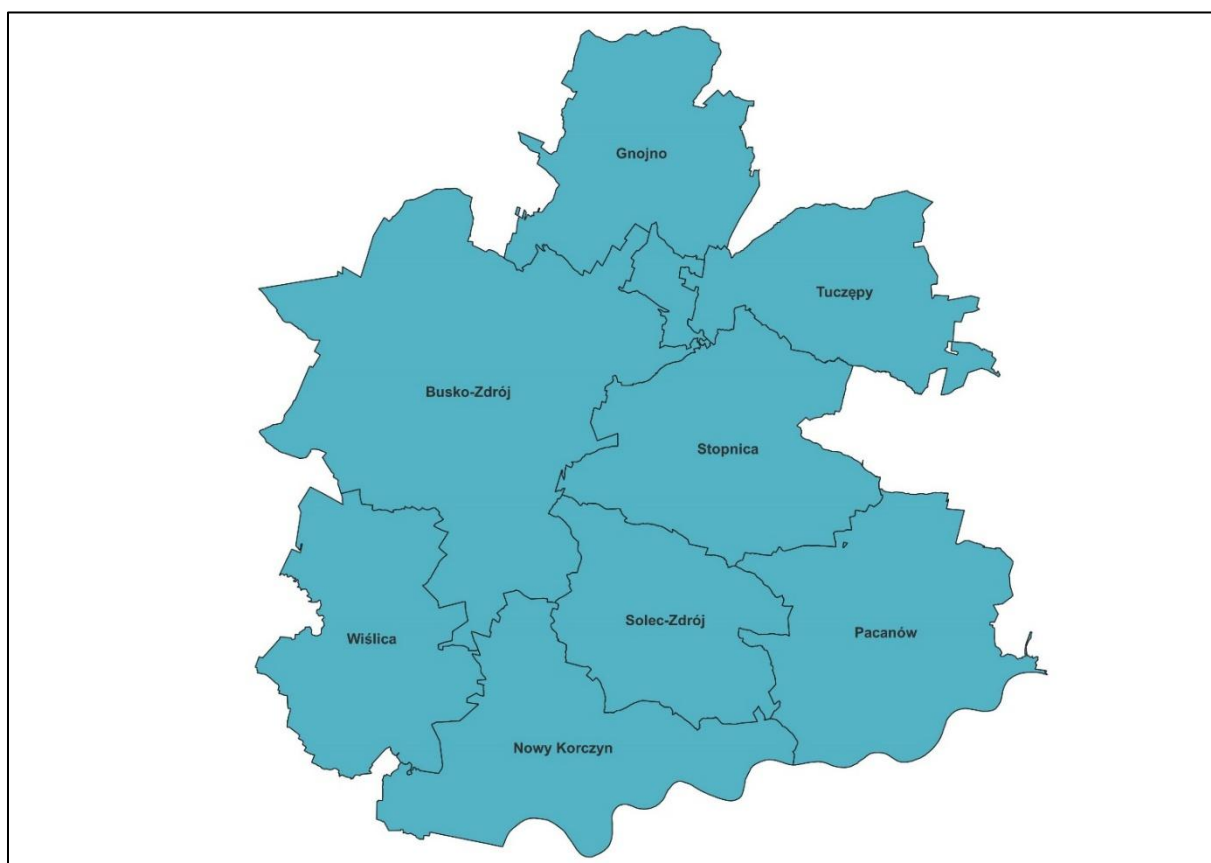 Gnojno
Tuczępy
Busko-Zdrój
Stopnica
Solec-Zdrój
Wiślica
Pacanów
Nowy Korczyn